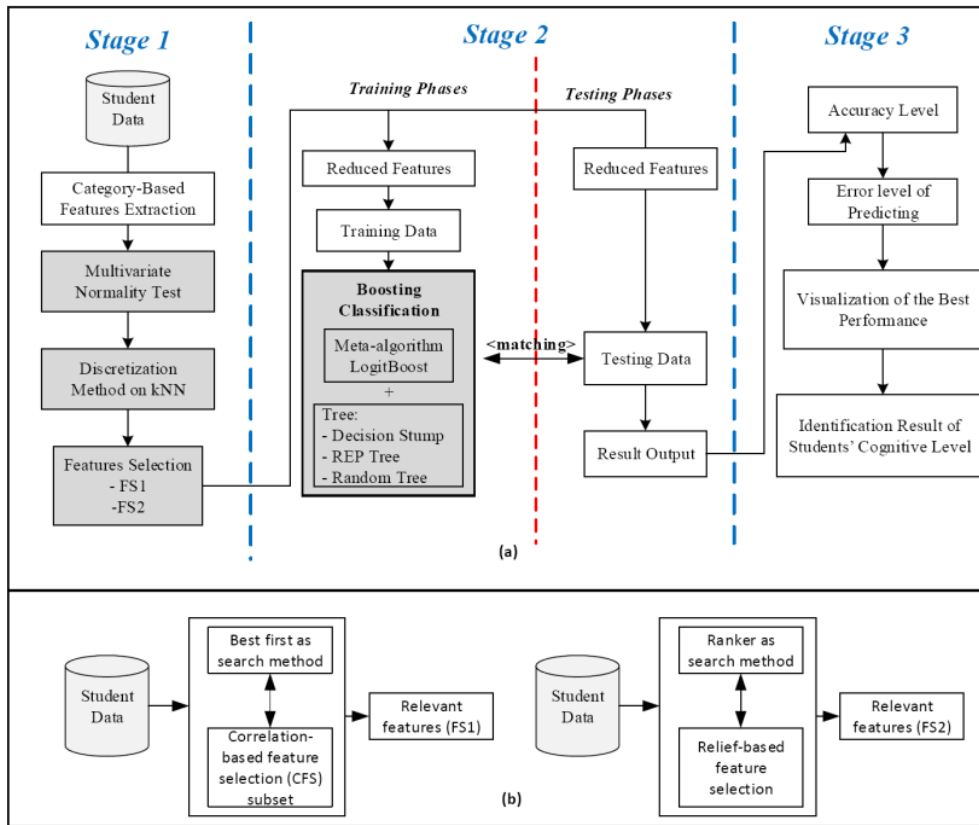 Stage 1
Student
Data
Category-Based
Features Extraction
Multivariate
Normality Test
Discretization
Method on kNN
Features Selection
- FS1
-FS2
Stage 2
Training Phases
Testing Phases
Reduced Features
Training Data
Boosting
Classification
Meta-algorithm
LogitBoost
+
Tree:
- Decision Stump
- REP Tree
- Random Tree
<matching>
Reduced Features
Testing Data
Result Output
Stage 3
Accuracy Level
Error level of
Predicting
Visualization of the Best
Performance
Identification Result of
Students' Cognitive Level
(a)
Student
Data
Best first as
search method
Correlation-
based feature
selection (CFS)
subset
Relevant
features (FS1)
Student
Data
Ranker as
search method
Relief-based
feature
selection
Relevant
features (FS2)
(b)